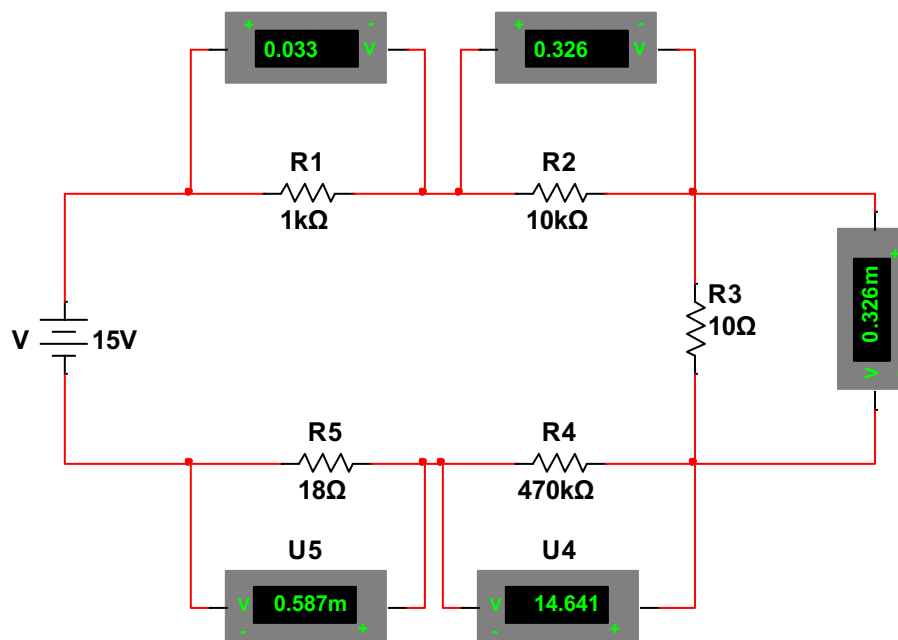 + -
0.033 V
+ -
0.326 V
R1
1kΩ
R2
10kΩ
V 15V
R3
10Ω
+
0.326m
V
R5
18Ω
R4
470kΩ
U5
V 0.587m
- +
U4
V 14.641
- +